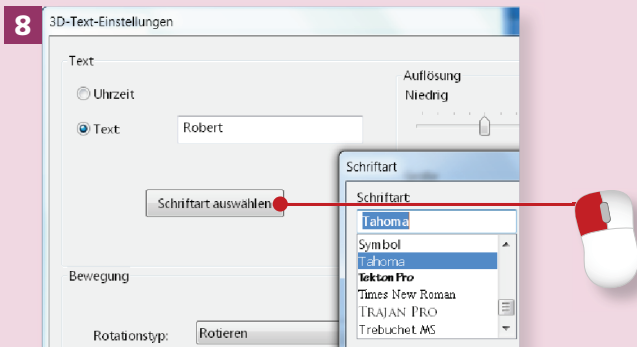 8
3D-Text-Einstellungen
Text
Auflösung
Uhrzeit
Niedrig
Text:
Robert
Schriftart
Schriftart auswählen
Schriftart:
Tahoma
Symbol
Tahoma
Tekton Pro
Times New Roman
TRAJAN PRO
Trebuchet MS
Bewegung
Rotationstyp:
Rotieren